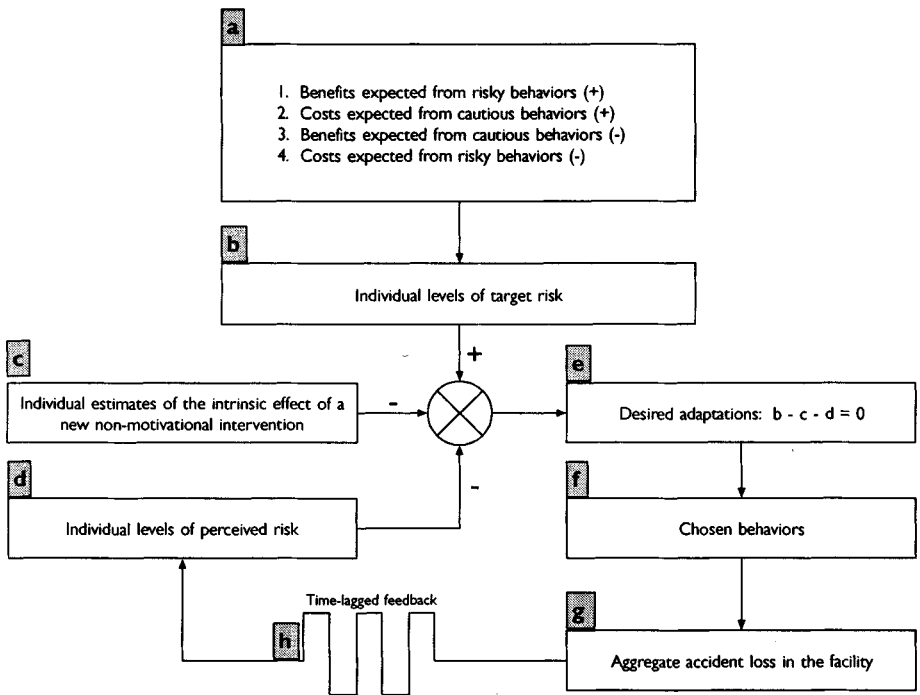 a
1. Benefits expected from risky behaviors (+)
2. Costs expected from cautious behaviors (+)
3. Benefits expected from cautious behaviors (-)
4. Costs expected from risky behaviors (-)
b
Individual levels of target risk
+
c
Individual estimates of the intrinsic effect of a
new non-motivational intervention
-
e
Desired adaptations: b - c - d = 0
d
Individual levels of perceived risk
-
f
Chosen behaviors
Time-lagged feedback
h
g
Aggregate accident loss in the facility